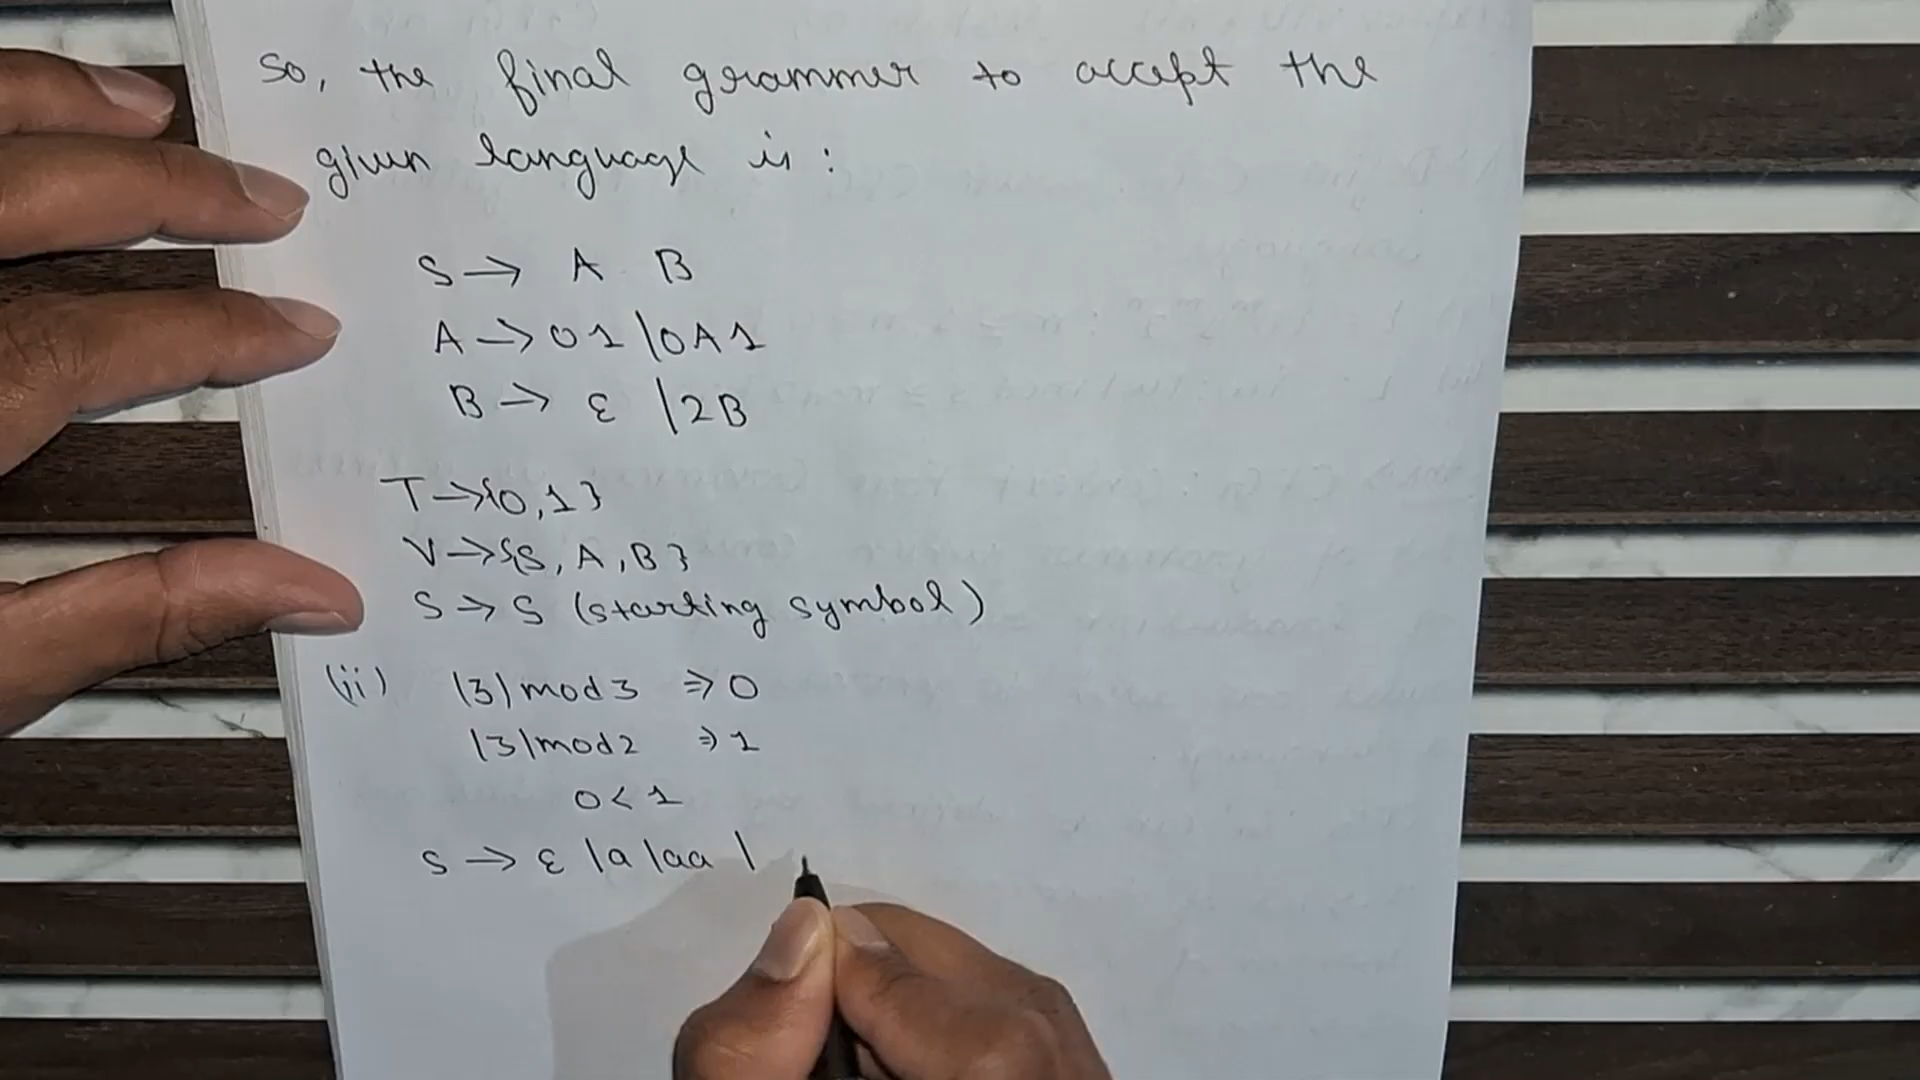 So, the final grammer to accept the
given language is :
S → A B
A → 01 | 0A1
B → ε | 2B
T → {0, 1}
V → {S, A, B}
S → S (starting symbol)
(ii) |3| mod 3 ⇒ 0
|3| mod 2 ⇒ 1
0 < 1
S → ε | a | aa |